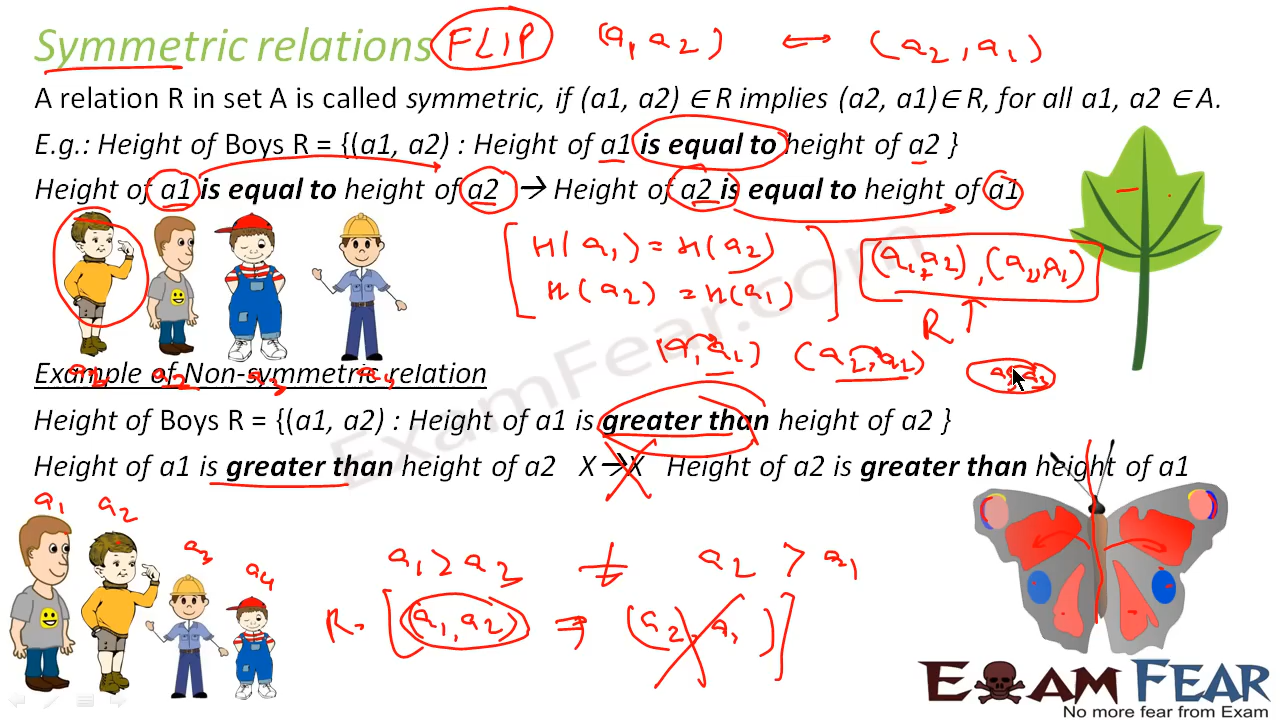 Symmetric relations FLIP (a1, a2) ↔ (a2, a1)
A relation R in set A is called symmetric, if (a1, a2) ∈ R implies (a2, a1)∈ R, for all a1, a2 ∈ A.
E.g.: Height of Boys R = {(a1, a2) : Height of a1 is equal to height of a2 }
Height of a1 is equal to height of a2 → Height of a2 is equal to height of a1
H(a1) = H(a2)
H(a2) = H(a1)
(a1, a2), (a2, a1)
R
a2 a3 a4
Example of Non-symmetric relation
Height of Boys R = {(a1, a2) : Height of a1 is greater than height of a2 }
Height of a1 is greater than height of a2 X→X Height of a2 is greater than height of a1
a1 a2 a3 a4
a1 > a2 ≠ a2 > a1
R = [(a1, a2) ⇒ (a2, a1)]
ExamFear.com
EXAM FEAR
No more fear from Exam